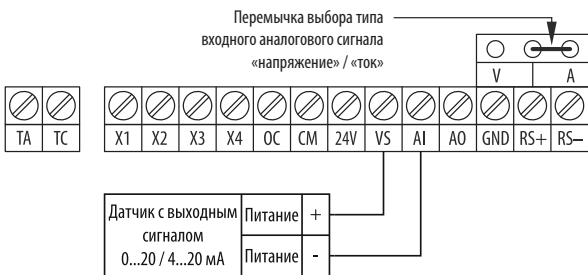 Перемычка выбора типа
входного аналогового сигнала
«напряжение» / «ток»
V A
TA TC X1 X2 X3 X4 OC CM 24V VS AI AO GND RS+ RS–
Датчик с выходным
сигналом
0...20 / 4...20 мА
Питание +
Питание -